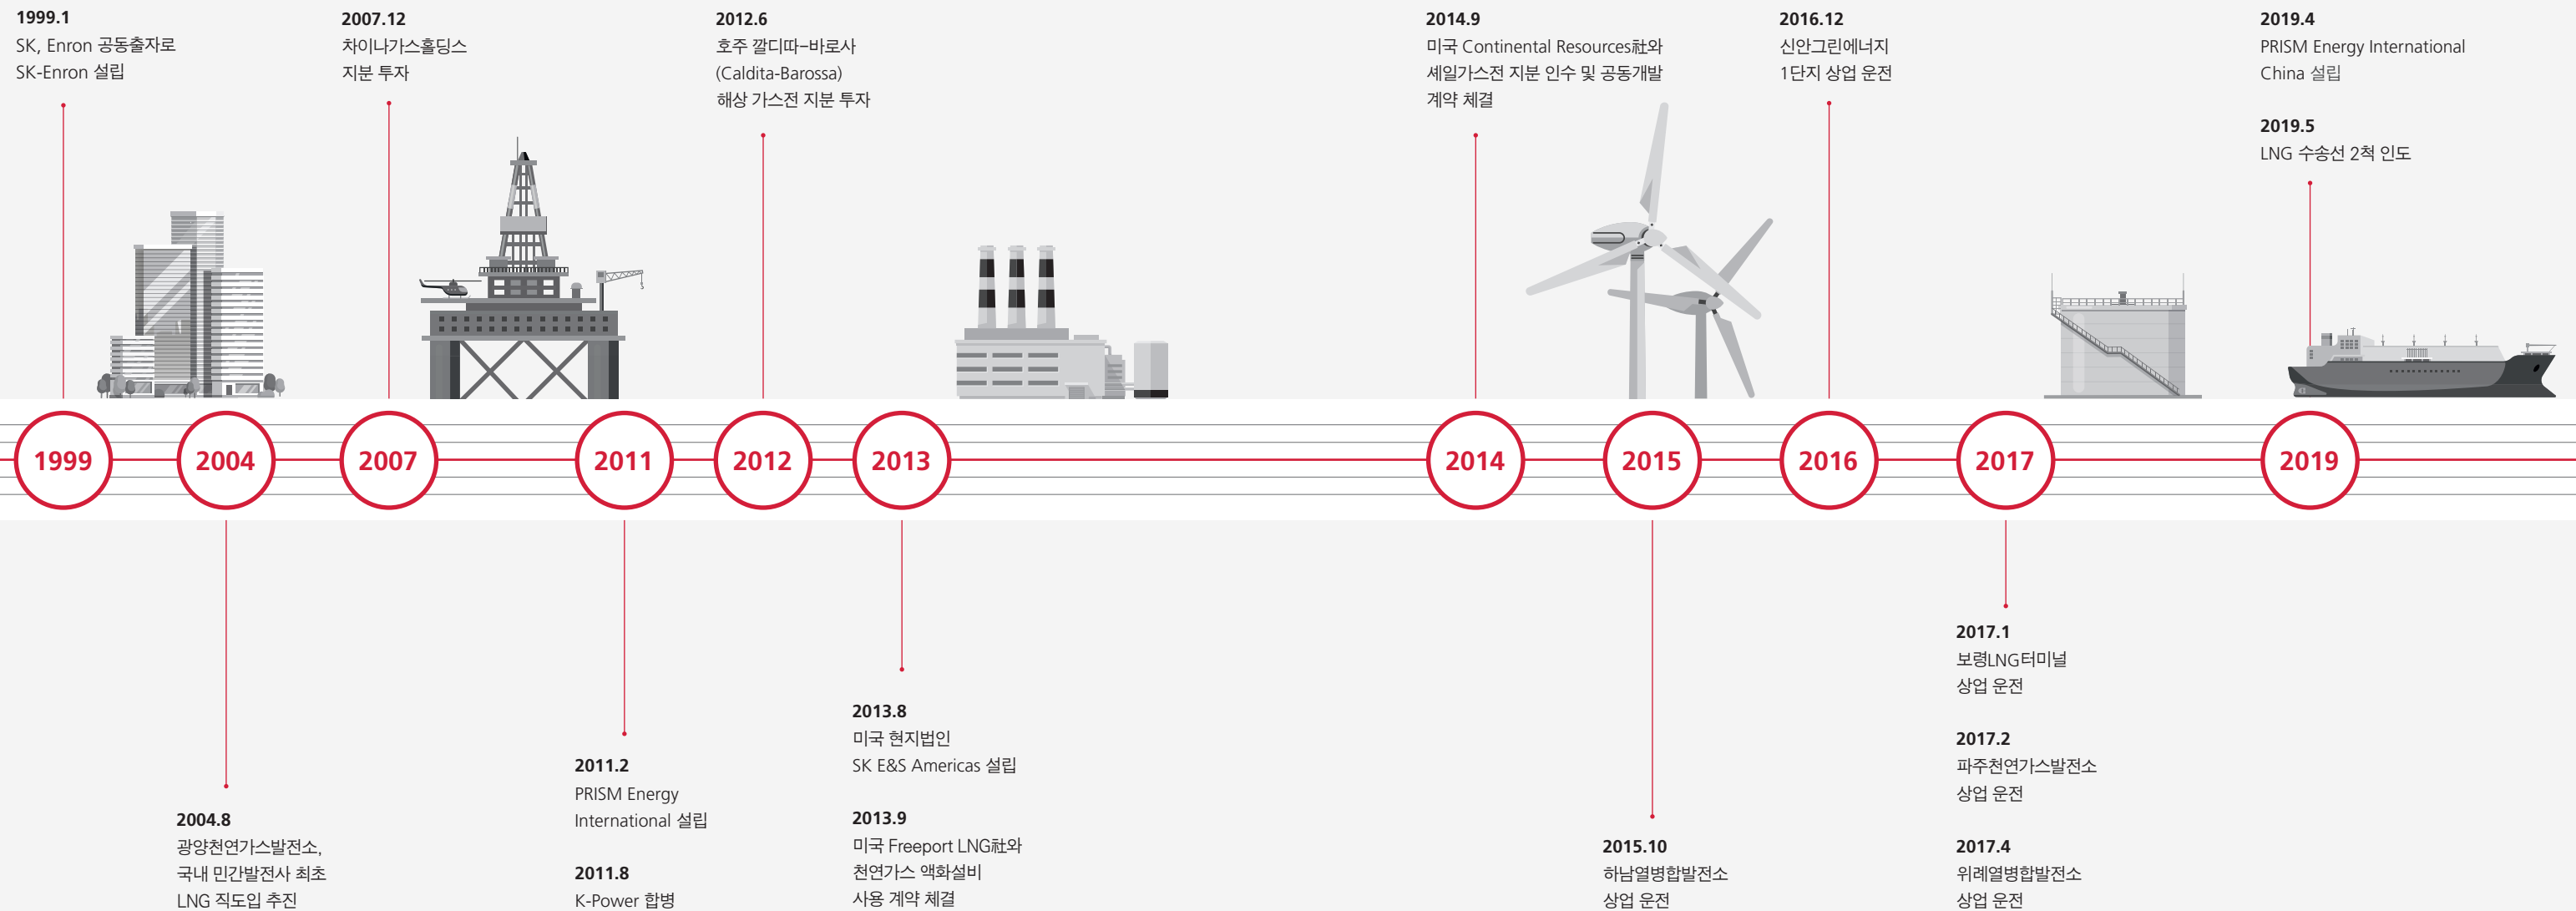 1999.1
SK, Enron 공동출자로
SK-Enron 설립
2007.12
차이나가스홀딩스
지분 투자
2012.6
호주 깔디따-바로사
(Caldita-Barossa)
해상 가스전 지분 투자
2014.9
미국 Continental Resources社와
셰일가스전 지분 인수 및 공동개발
계약 체결
2016.12
신안그린에너지
1단지 상업 운전
2019.4
PRISM Energy International
China 설립
2019.5
LNG 수송선 2척 인도
1999
2004
2007
2011
2012
2013
2014
2015
2016
2017
2019
2004.8
광양천연가스발전소,
국내 민간발전사 최초
LNG 직도입 추진
2011.2
PRISM Energy
International 설립
2011.8
K-Power 합병
2013.8
미국 현지법인
SK E&S Americas 설립
2013.9
미국 Freeport LNG社와
천연가스 액화설비
사용 계약 체결
2015.10
하남열병합발전소
상업 운전
2017.1
보령LNG터미널
상업 운전
2017.2
파주천연가스발전소
상업 운전
2017.4
위례열병합발전소
상업 운전